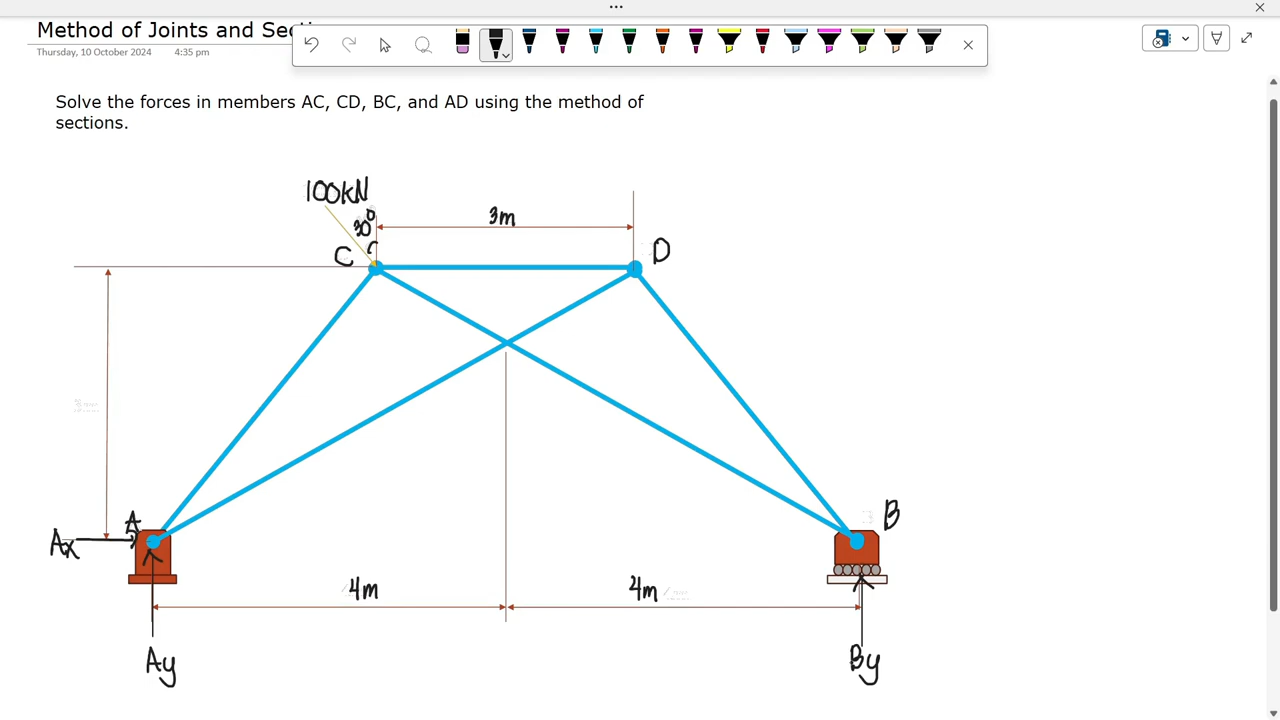 Method of Joints and Sec
Thursday, 10 October 2024 4:35 pm
Solve the forces in members AC, CD, BC, and AD using the method of
sections.
100KN
30°
3m
C
D
A
Ax
B
4m
4m
Ay
By